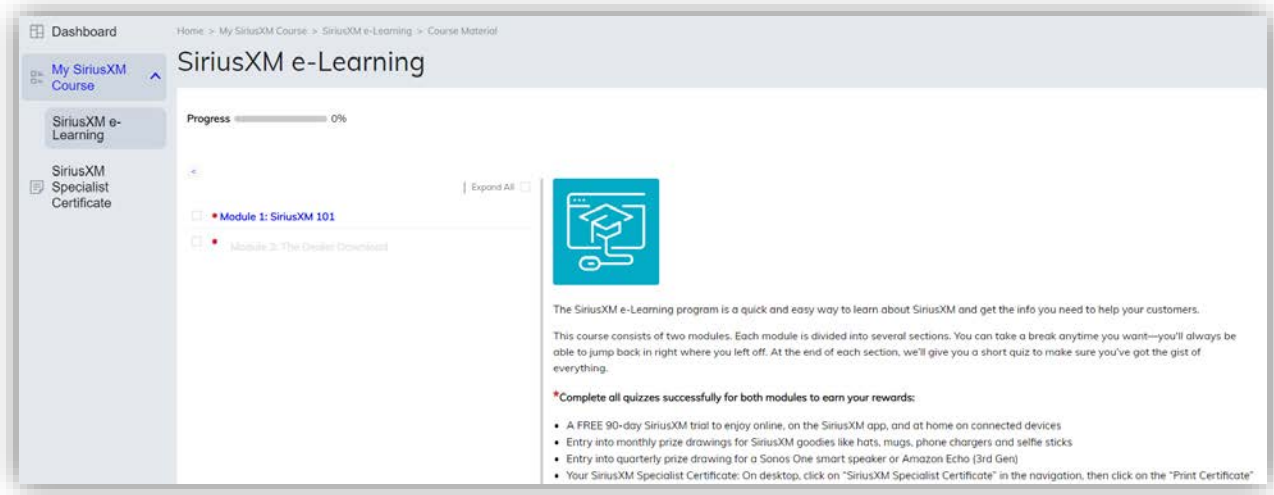 Dashboard
My SiriusXM
Course
SiriusXM e-
Learning
SiriusXM
Specialist
Certificate
Home > My SiriusXM Course > SiriusXM e-Learning > Course Material
SiriusXM e-Learning
Progress 0%
<
| Expand All
* Module 1: SiriusXM 101
* Module 2: The Dealer Download
The SiriusXM e-Learning program is a quick and easy way to learn about SiriusXM and get the info you need to help your customers.
This course consists of two modules. Each module is divided into several sections. You can take a break anytime you want—you'll always be
able to jump back in right where you left off. At the end of each section, we'll give you a short quiz to make sure you've got the gist of
everything.
*Complete all quizzes successfully for both modules to earn your rewards:
• A FREE 90-day SiriusXM trial to enjoy online, on the SiriusXM app, and at home on connected devices
• Entry into monthly prize drawings for SiriusXM goodies like hats, mugs, phone chargers and selfie sticks
• Entry into quarterly prize drawing for a Sonos One smart speaker or Amazon Echo (3rd Gen)
• Your SiriusXM Specialist Certificate: On desktop, click on "SiriusXM Specialist Certificate" in the navigation, then click on the "Print Certificate"